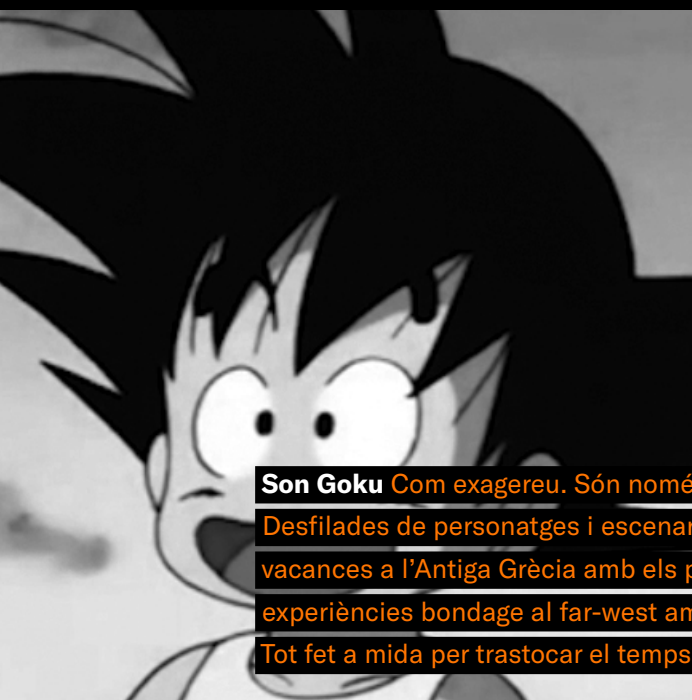 Son Goku Com exagereu. Són nomé
Desfilades de personatges i escenar
vacances a l’Antiga Grècia amb els p
experiències bondage al far-west am
Tot fet a mida per trastocar el temps